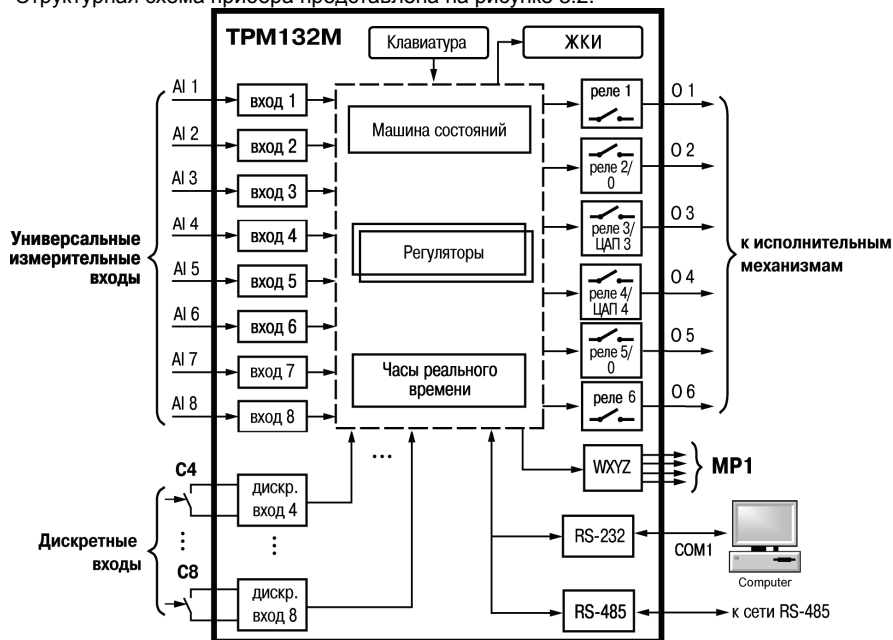 Структурная схема прибора представлена на рисунке 3.2.
ТРМ132М
Клавиатура
ЖКИ
AI 1
вход 1
AI 2
вход 2
AI 3
вход 3
AI 4
вход 4
AI 5
вход 5
AI 6
вход 6
AI 7
вход 7
AI 8
вход 8
Универсальные
измерительные
входы
Машина состояний
Регуляторы
Часы реального
времени
реле 1
O 1
реле 2/
0
O 2
реле 3/
ЦАП 3
O 3
реле 4/
ЦАП 4
O 4
реле 5/
0
O 5
реле 6
O 6
к исполнительным
механизмам
...
WXYZ
МР1
C4
дискр.
вход 4
Дискретные
входы
C8
дискр.
вход 8
RS-232
COM1
Computer
RS-485
к сети RS-485